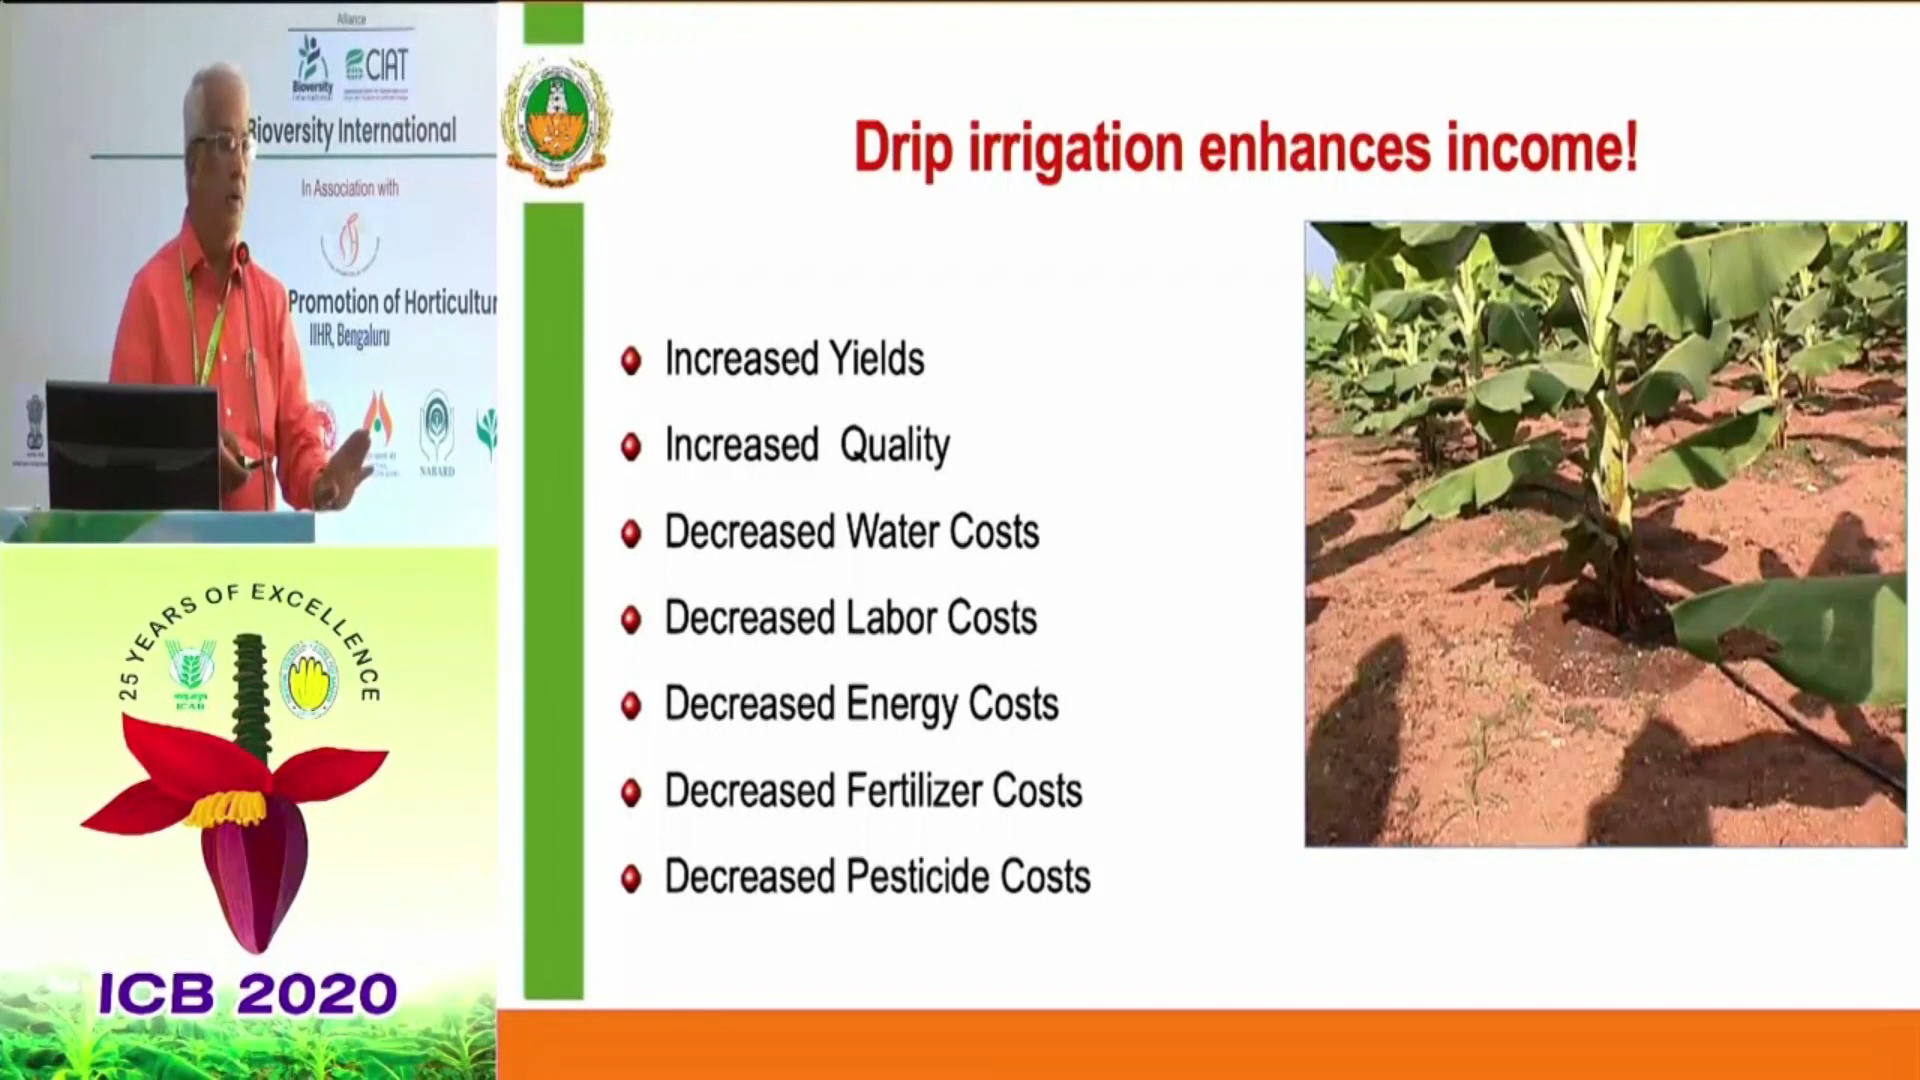 Alliance
Bioversity
International
CIAT
Bioversity International
In Association with
Promotion of Horticultur
IIHR, Bengaluru
NABARD
25 YEARS OF EXCELLENCE
ICAR
ICB 2020
Drip irrigation enhances income!
Increased Yields
Increased Quality
Decreased Water Costs
Decreased Labor Costs
Decreased Energy Costs
Decreased Fertilizer Costs
Decreased Pesticide Costs